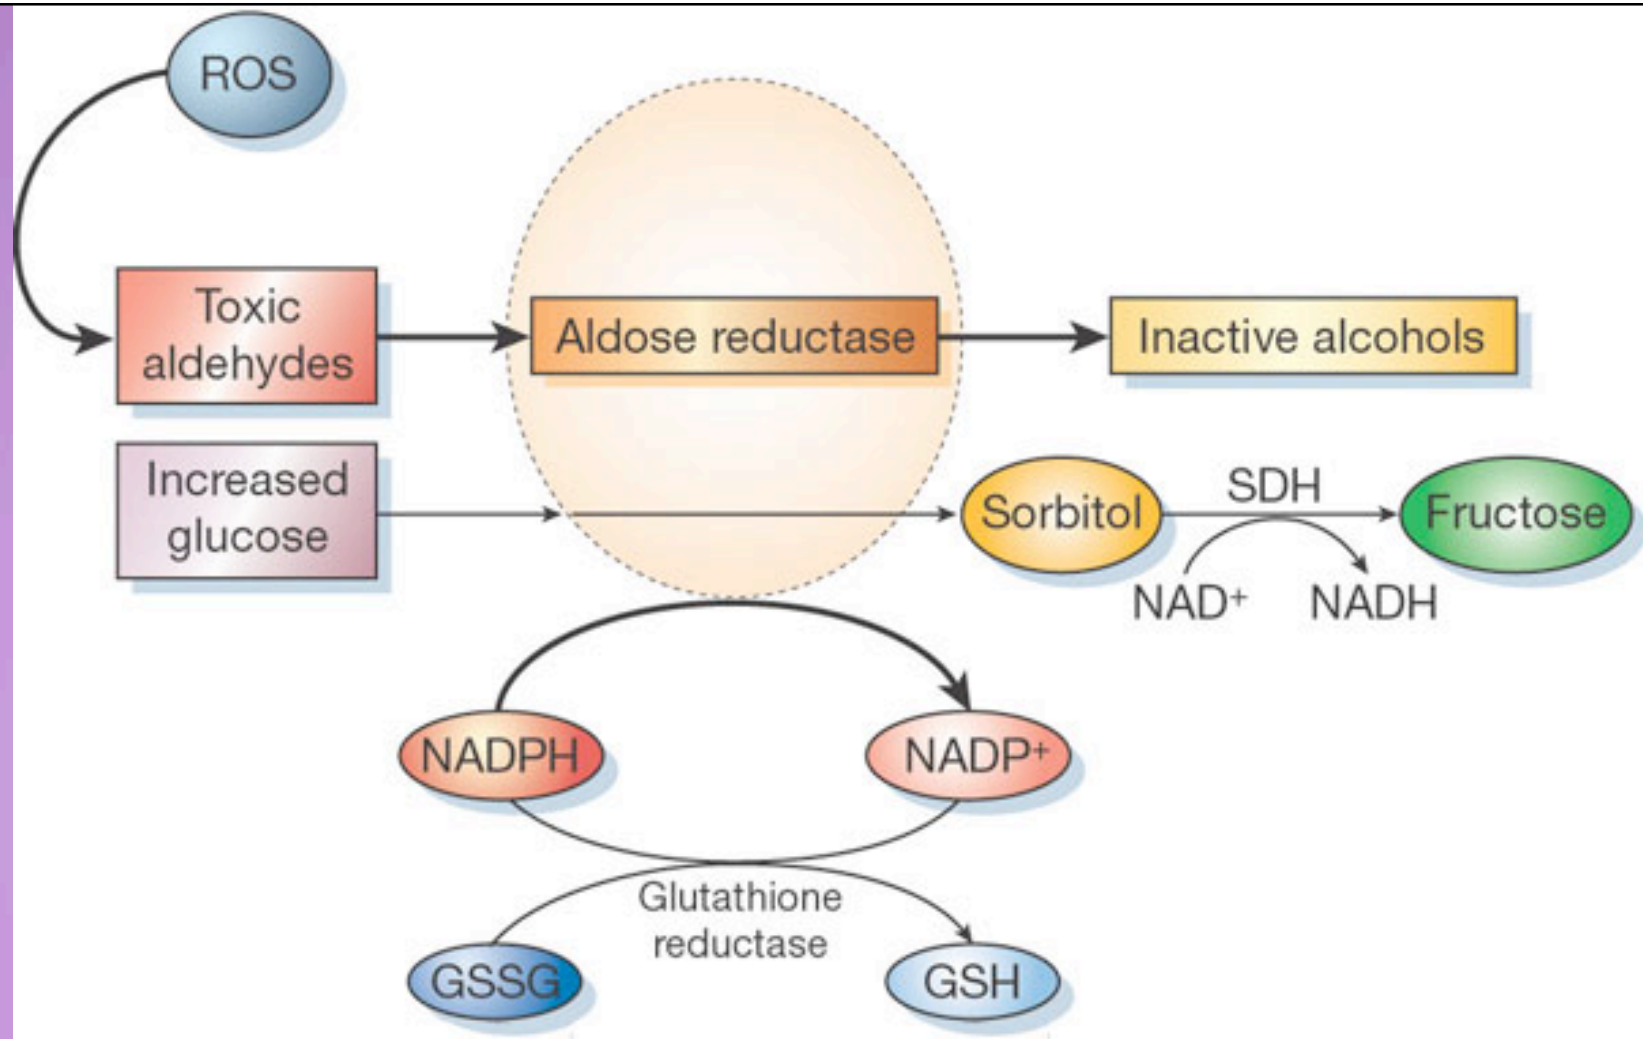 ROS
Toxic
aldehydes
Aldose reductase
Inactive alcohols
Increased
glucose
Sorbitol
SDH
Fructose
NAD⁺
NADH
NADPH
NADP⁺
Glutathione
reductase
GSSG
GSH